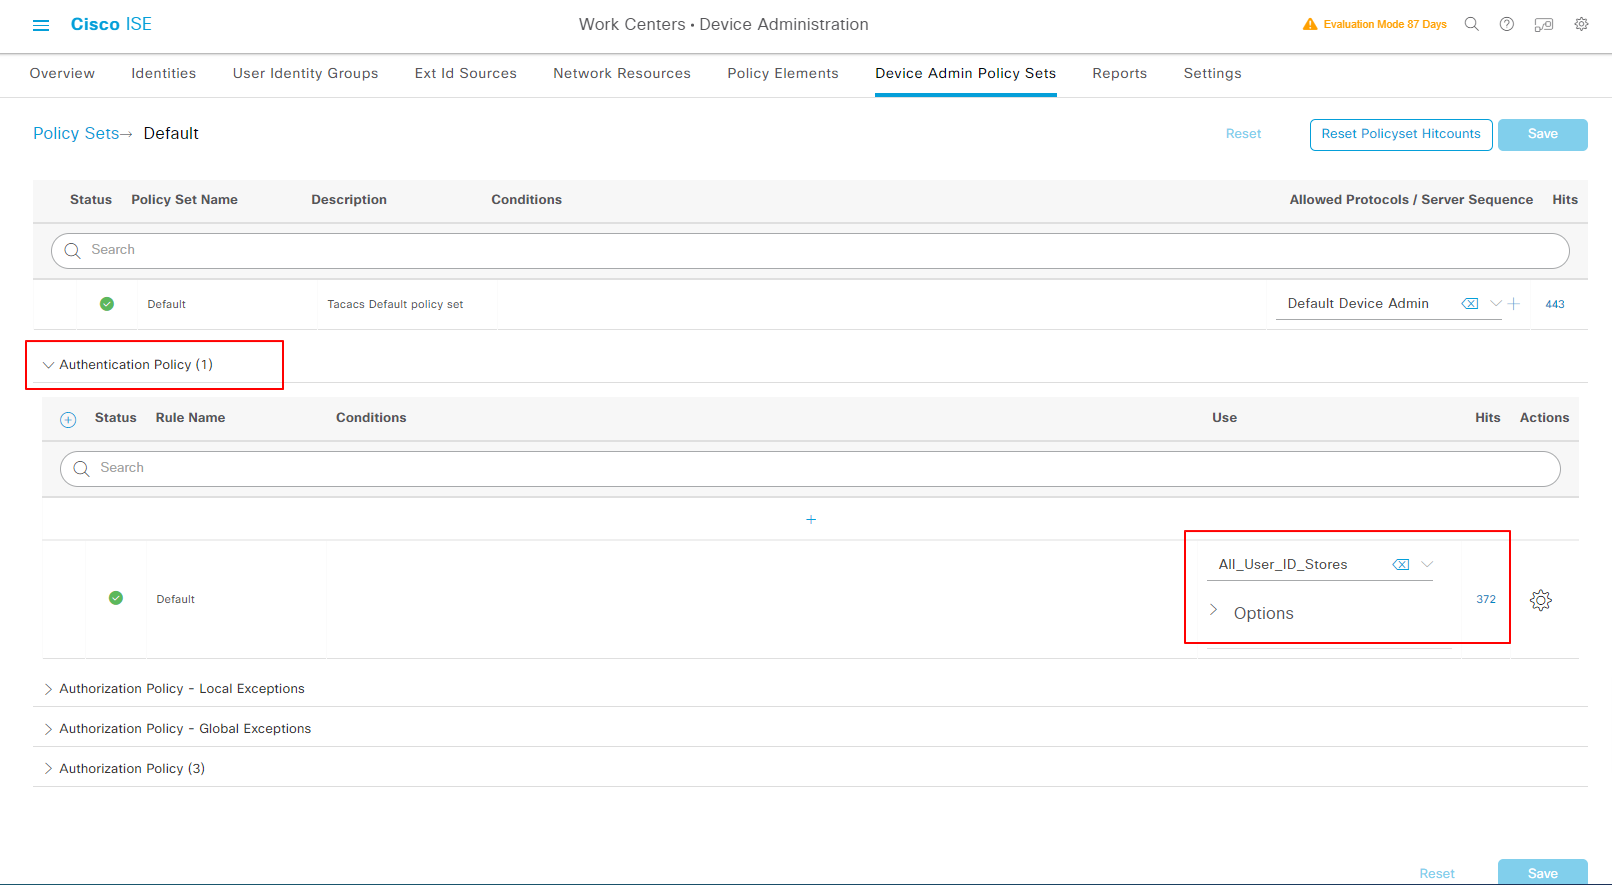 Cisco ISE
Work Centers • Device Administration
Evaluation Mode 87 Days
Overview Identities User Identity Groups Ext Id Sources Network Resources Policy Elements Device Admin Policy Sets Reports Settings
Policy Sets→ Default
Reset Reset Policyset Hitcounts Save
Status Policy Set Name Description Conditions Allowed Protocols / Server Sequence Hits
Search
Default Tacacs Default policy set Default Device Admin 443
Authentication Policy (1)
Status Rule Name Conditions Use Hits Actions
Search
+
All_User_ID_Stores
Default 372
Options
Authorization Policy - Local Exceptions
Authorization Policy - Global Exceptions
Authorization Policy (3)
Reset Save